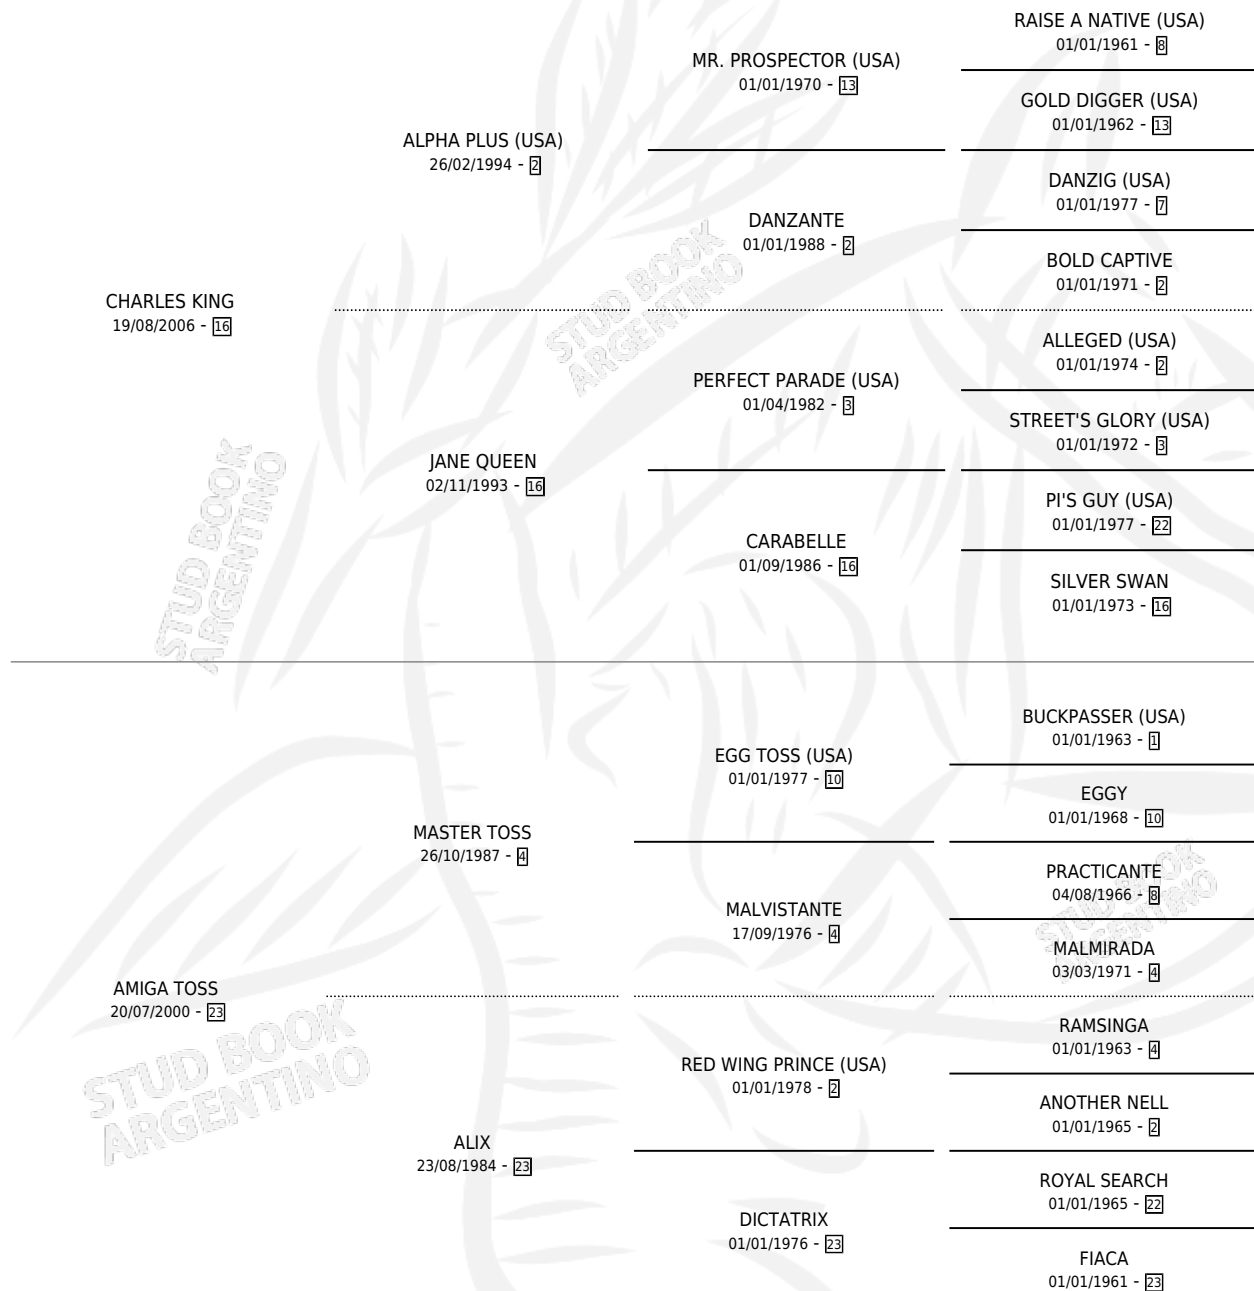 RAISE A NATIVE (USA)
01/01/1961 - 8
MR. PROSPECTOR (USA)
01/01/1970 - 13
GOLD DIGGER (USA)
01/01/1962 - 13
ALPHA PLUS (USA)
26/02/1994 - 2
DANZIG (USA)
01/01/1977 - 7
DANZANTE
01/01/1988 - 2
BOLD CAPTIVE
01/01/1971 - 2
CHARLES KING
19/08/2006 - 16
ALLEGED (USA)
01/01/1974 - 2
PERFECT PARADE (USA)
01/04/1982 - 3
STREET'S GLORY (USA)
01/01/1972 - 3
JANE QUEEN
02/11/1993 - 16
PI'S GUY (USA)
01/01/1977 - 22
CARABELLE
01/09/1986 - 16
SILVER SWAN
01/01/1973 - 16
BUCKPASSER (USA)
01/01/1963 - 1
EGG TOSS (USA)
01/01/1977 - 10
EGGY
01/01/1968 - 10
MASTER TOSS
26/10/1987 - 4
PRACTICANTE
04/08/1966 - 8
MALVISTANTE
17/09/1976 - 4
MALMIRADA
03/03/1971 - 4
AMIGA TOSS
20/07/2000 - 23
RAMSINGA
01/01/1963 - 4
RED WING PRINCE (USA)
01/01/1978 - 2
ANOTHER NELL
01/01/1965 - 2
ALIX
23/08/1984 - 23
ROYAL SEARCH
01/01/1965 - 22
DICTATRIX
01/01/1976 - 23
FIACA
01/01/1961 - 23
STUD BOOK
ARGENTINO
STUD BOOK
ARGENTINO
STUD BOOK
ARGENTINO
STUD BOOK
ARGENTINO